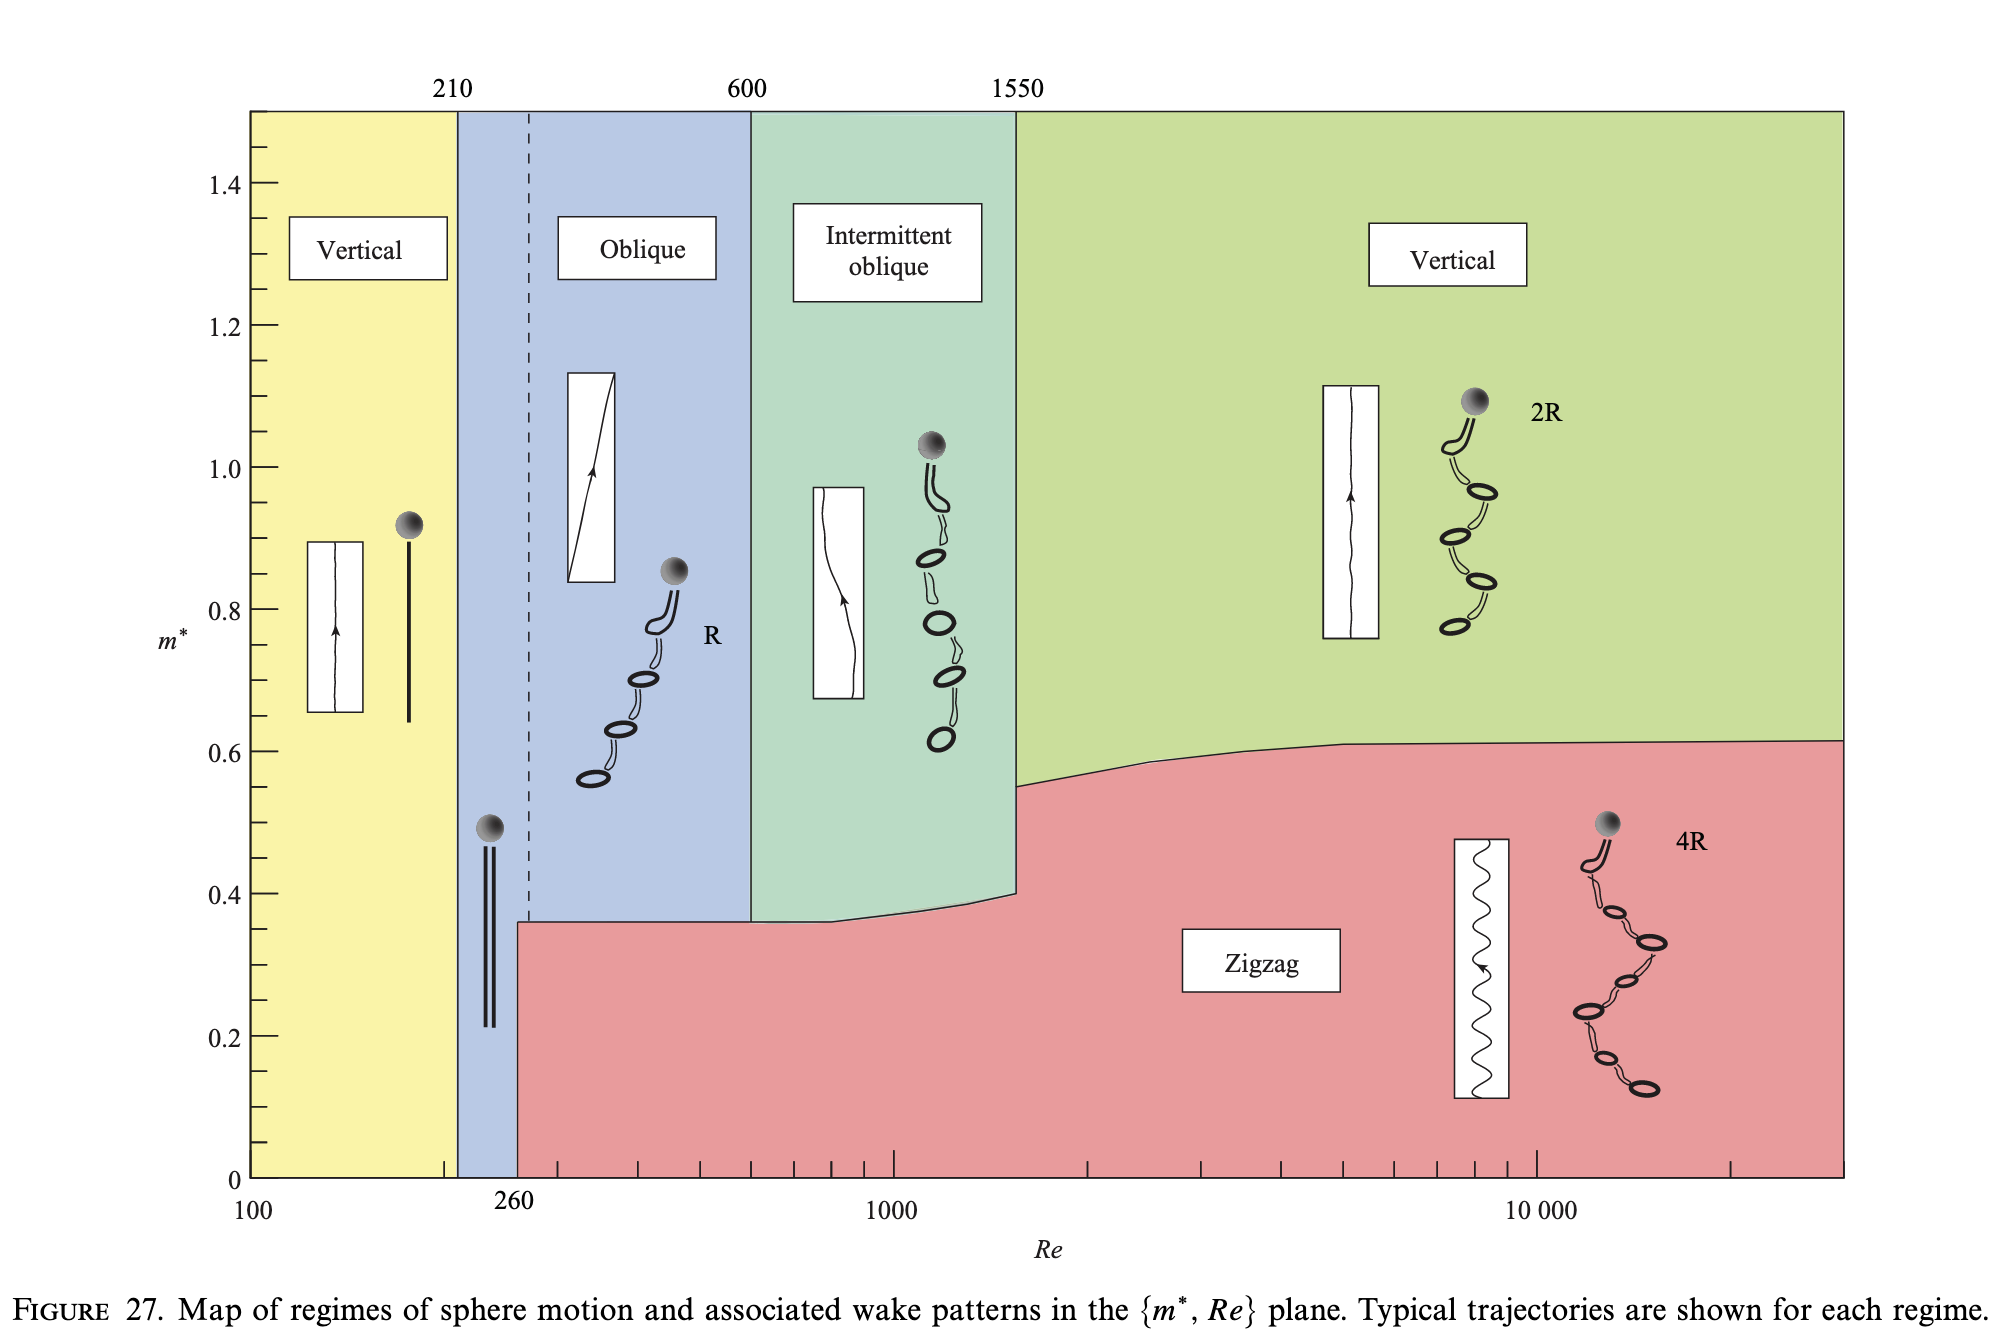 210 600 1550
1.4
Vertical
Oblique
Intermittent
oblique
Vertical
1.2
2R
1.0
0.8
R
m*
0.6
4R
0.4
Zigzag
0.2
0
100 260 1000 10 000
Re
FIGURE 27. Map of regimes of sphere motion and associated wake patterns in the {m*, Re} plane. Typical trajectories are shown for each regime.